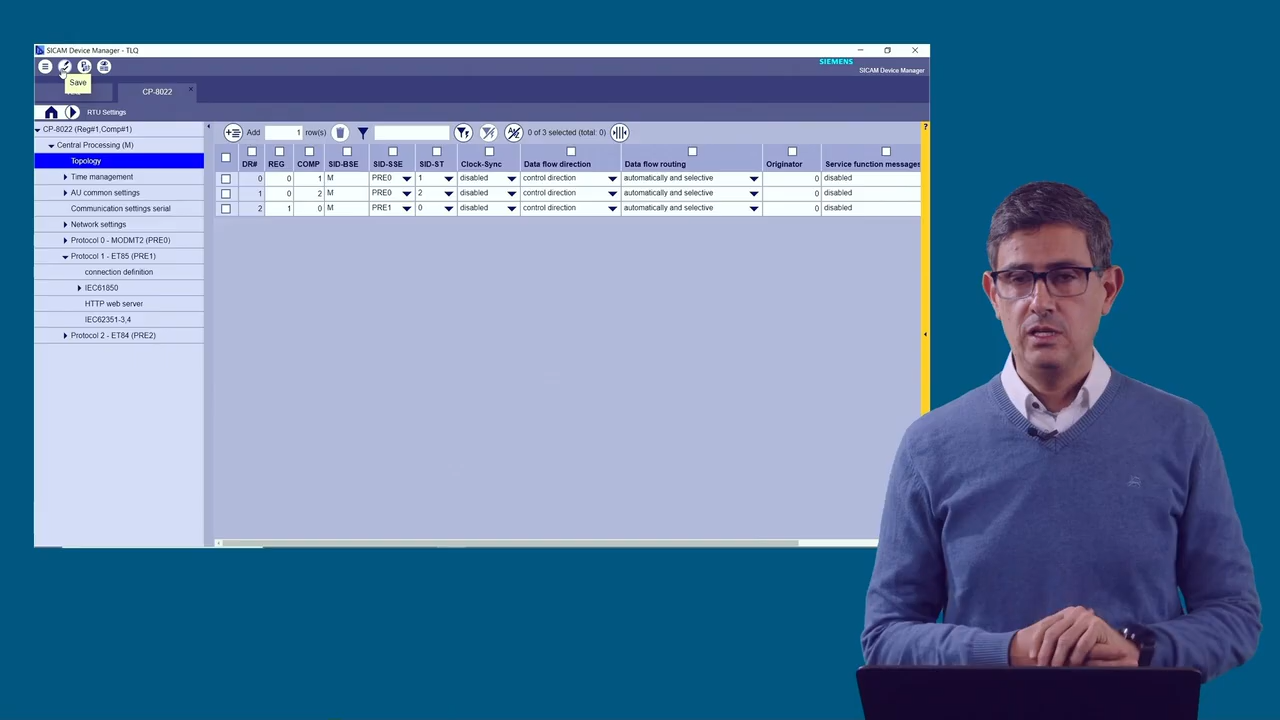 SICAM Device Manager - TLQ
SIEMENS
SICAM Device Manager
Save
CP-8022
RTU Settings
CP-8022 (Reg#1,Comp#1)
Central Processing (M)
Topology
Time management
AU common settings
Communication settings serial
Network settings
Protocol 0 - MODMT2 (PRE0)
Protocol 1 - ET85 (PRE1)
connection definition
IEC61850
HTTP web server
IEC62351-3,4
Protocol 2 - ET84 (PRE2)
Add 1 row(s) 0 of 3 selected (total: 0)
?
DR# REG COMP SID-BSE SID-SSE SID-ST Clock-Sync Data flow direction Data flow routing Originator Service function messages
0 0 1 M PRE0 1 disabled control direction automatically and selective 0 disabled
1 0 2 M PRE0 2 disabled control direction automatically and selective 0 disabled
2 1 0 M PRE1 0 disabled control direction automatically and selective 0 disabled